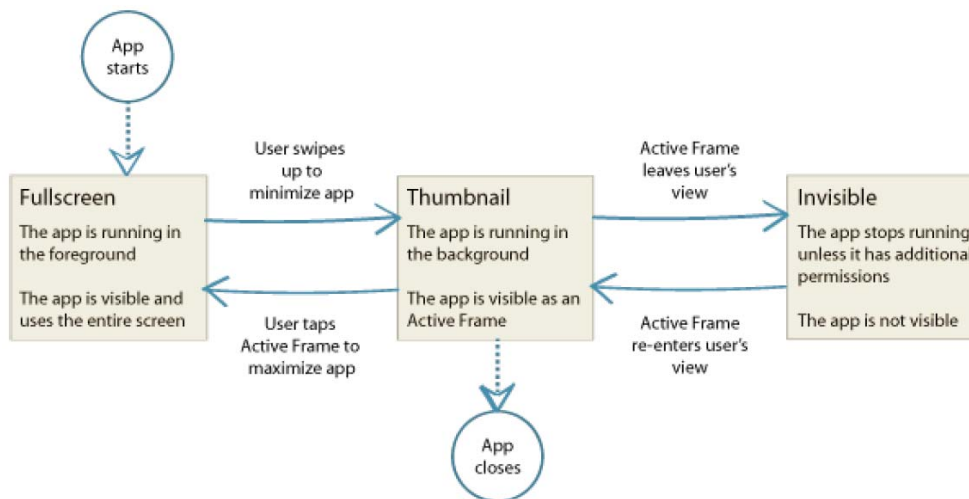 App
starts
User swipes
up to
minimize app
Active Frame
leaves user's
view
Fullscreen
The app is running in
the foreground
The app is visible and
uses the entire screen
Thumbnail
The app is running in
the background
The app is visible as an
Active Frame
Invisible
The app stops running
unless it has additional
permissions
The app is not visible
User taps
Active Frame to
maximize app
Active Frame
re-enters user's
view
App
closes